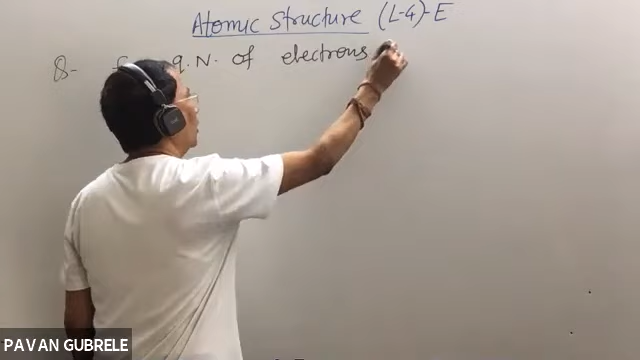 Atomic Structure (L-4)-E
8- q.N. of electrons
PAVAN GUBRELE